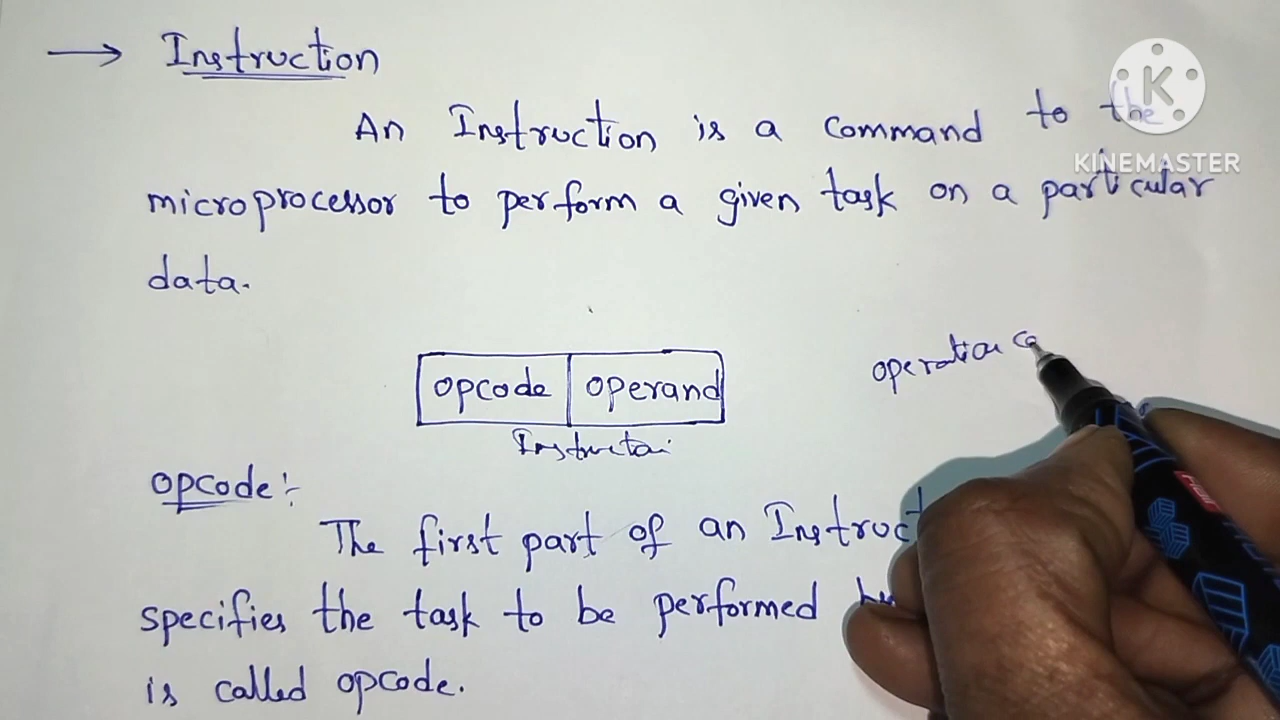 → Instruction
An Instruction is a command to the
K
KINEMASTER
microprocessor to perform a given task on a particular
data.
operation co
opcode operand
opcode :-
The first part of an Instruct
specifies the task to be performed
is called opcode.